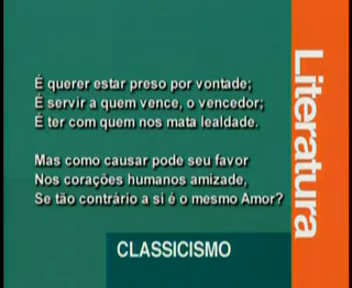 É querer estar preso por vontade;
É servir a quem vence, o vencedor;
É ter com quem nos mata lealdade.
Mas como causar pode seu favor
Nos corações humanos amizade,
Se tão contrário a si é o mesmo Amor?
CLASSICISMO
Literatura